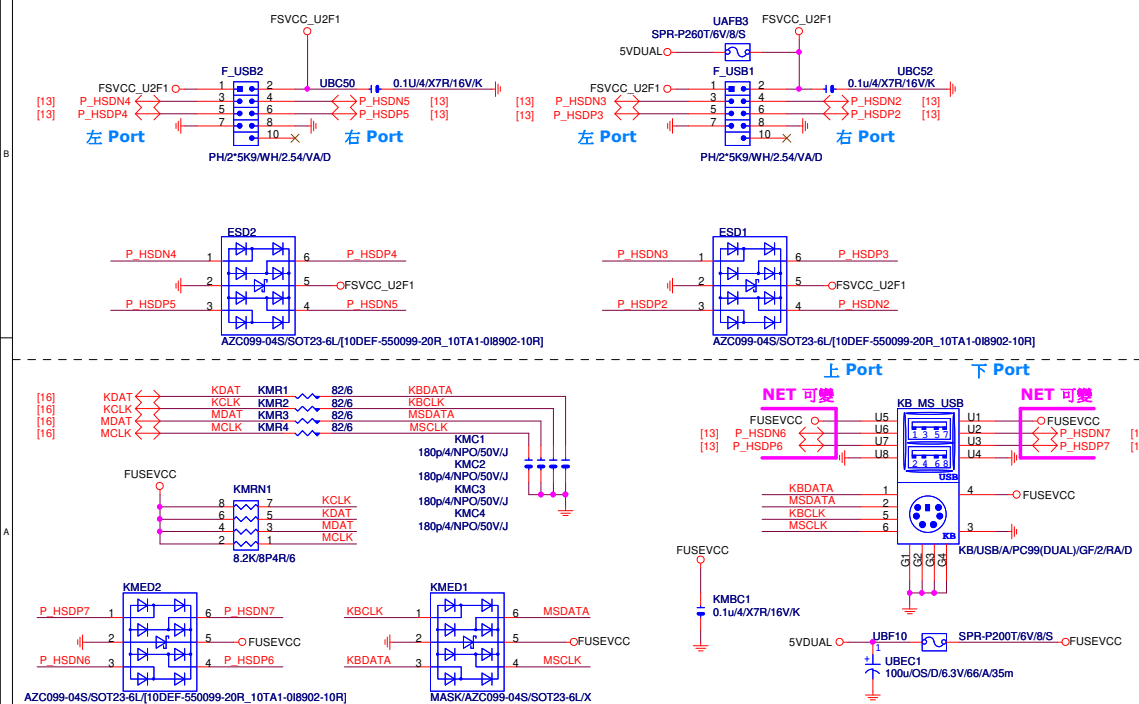 FSVCC_U2F1
UAFB3
FSVCC_U2F1
SPR-P260T/6V/8/S
5VDUAL
F_USB2
UBC50
0.1U/4/X7R/16V/K
FSVCC_U2F1
1
2
[13]
P_HSDN4
3
4
P_HSDN5
[13]
[13]
P_HSDP4
5
6
P_HSDP5
[13]
7
8
左 Port
10
右 Port
PH/2*5K9/WH/2.54/VA/D
F_USB1
UBC52
0.1u/4/X7R/16V/K
FSVCC_U2F1
1
2
[13]
P_HSDN3
3
4
P_HSDN2
[13]
[13]
P_HSDP3
5
6
P_HSDP2
[13]
7
8
左 Port
10
右 Port
PH/2*5K9/WH/2.54/VA/D
B
ESD2
P_HSDN4
1
6
P_HSDP4
2
5
FSVCC_U2F1
P_HSDP5
3
4
P_HSDN5
AZC099-04S/SOT23-6L/[10DEF-550099-20R_10TA1-0I8902-10R]
ESD1
P_HSDN3
1
6
P_HSDP3
2
5
FSVCC_U2F1
P_HSDP2
3
4
P_HSDN2
AZC099-04S/SOT23-6L/[10DEF-550099-20R_10TA1-0I8902-10R]
[16]
KDAT
KDAT
KMR1
82/6
KBDATA
[16]
KCLK
KCLK
KMR2
82/6
KBCLK
[16]
MDAT
MDAT
KMR3
82/6
MSDATA
[16]
MCLK
MCLK
KMR4
82/6
MSCLK
KMC1
180p/4/NPO/50V/J
KMC2
180p/4/NPO/50V/J
KMC3
180p/4/NPO/50V/J
KMC4
180p/4/NPO/50V/J
FUSEVCC
KMRN1
8
7
KCLK
6
5
KDAT
4
3
MDAT
2
1
MCLK
8.2K/8P4R/6
A
上 Port
下 Port
NET 可變
NET 可變
KB_MS_USB
FUSEVCC
U5
U1
FUSEVCC
[13]
P_HSDN6
U6
U2
P_HSDN7
[1
[13]
P_HSDP6
U7
U3
P_HSDP7
[1
U8
U4
1 3 5 7
2 4 6 8
USB
KBDATA
1
4
FUSEVCC
MSDATA
2
KBCLK
5
MSCLK
6
3
KB
KB/USB/A/PC99(DUAL)/GF/2/RA/D
G1
G2
G3
G4
KMED2
P_HSDP7
1
6
P_HSDN7
2
5
FUSEVCC
P_HSDN6
3
4
P_HSDP6
AZC099-04S/SOT23-6L/[10DEF-550099-20R_10TA1-0I8902-10R]
KMED1
KBCLK
1
6
MSDATA
2
5
FUSEVCC
KBDATA
3
4
MSCLK
MASK/AZC099-04S/SOT23-6L/X
FUSEVCC
KMBC1
0.1u/4/X7R/16V/K
5VDUAL
UBF10
SPR-P200T/6V/8/S
FUSEVCC
1
+
UBEC1
100u/OS/D/6.3V/66/A/35m